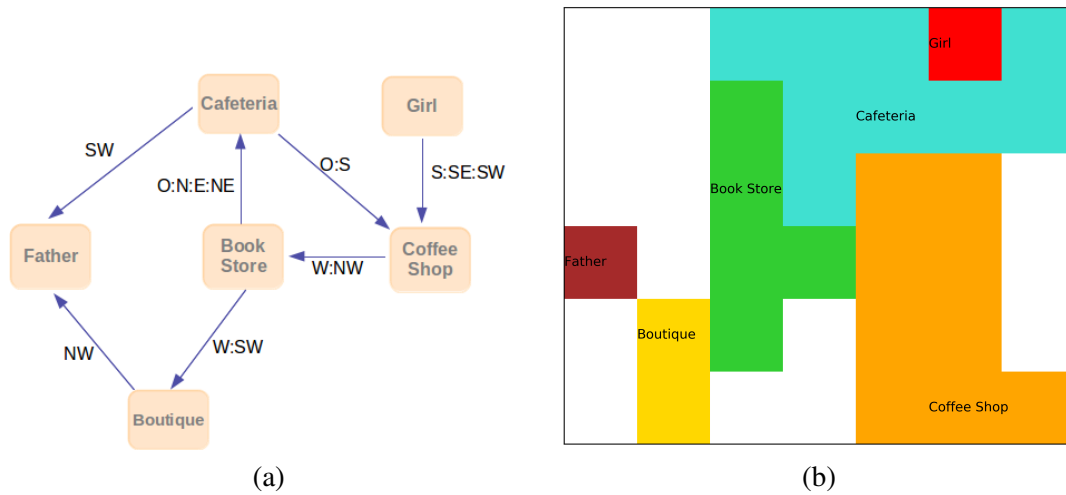 Cafeteria
Girl
SW
O:S
S:SE:SW
O:N:E:NE
Father
Book
Store
Coffee
Shop
W:NW
NW
W:SW
Boutique
(a)
Girl
Cafeteria
Book Store
Father
Boutique
Coffee Shop
(b)